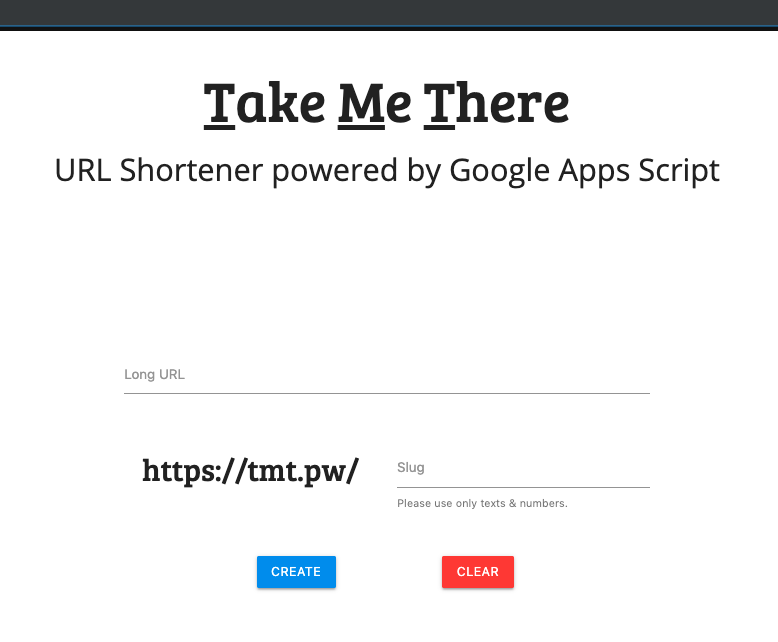 Take Me There
URL Shortener powered by Google Apps Script
Long URL
https://tmt.pw/
Slug
Please use only texts & numbers.
CREATE
CLEAR